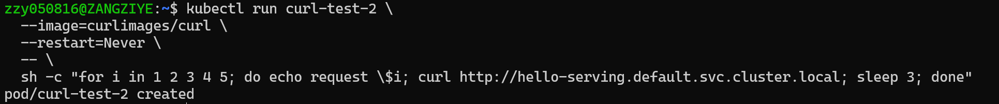 zzy050816@ZANGZIYE:~$ kubectl run curl-test-2 \
  --image=curlimages/curl \
  --restart=Never \
  -- \
  sh -c "for i in 1 2 3 4 5; do echo request \$i; curl http://hello-serving.default.svc.cluster.local; sleep 3; done"
pod/curl-test-2 created